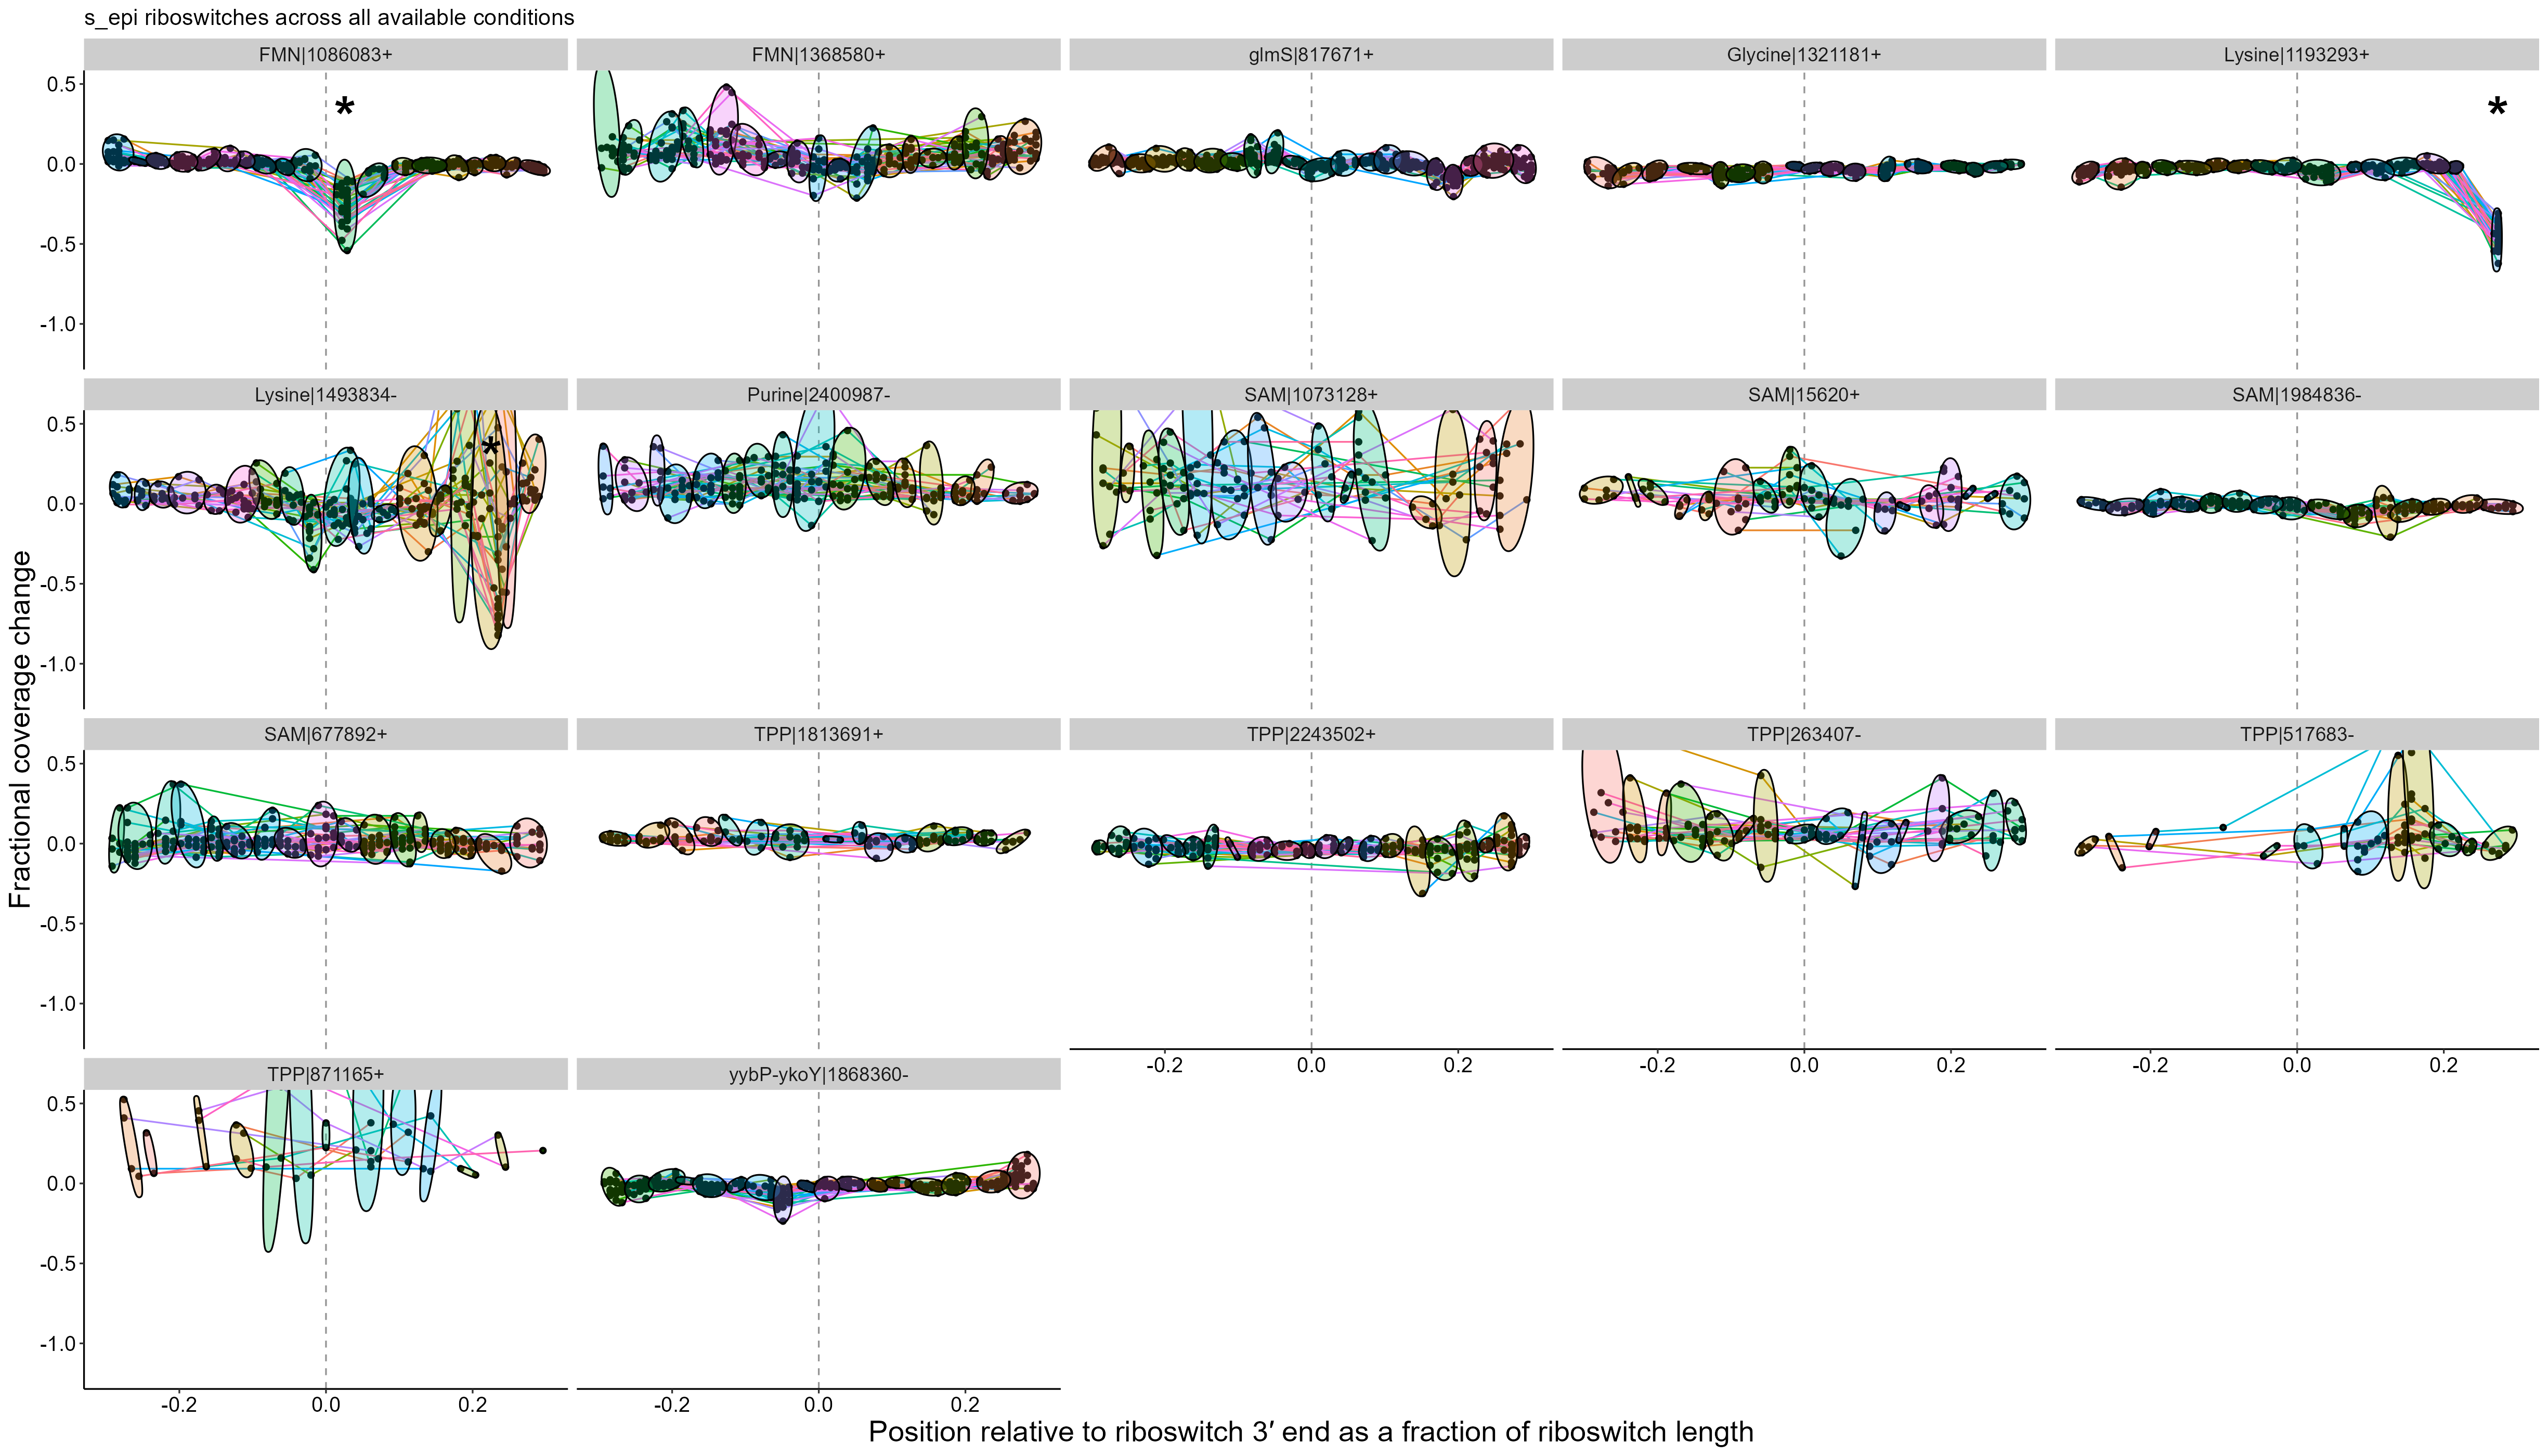 s_epi riboswitches across all available conditions
FMN|1086083+
FMN|1368580+
glmS|817671+
Glycine|1321181+
Lysine|1193293+
0.5
0.0
-0.5
-1.0
*
*
Lysine|1493834-
Purine|2400987-
SAM|1073128+
SAM|15620+
SAM|1984836-
0.5
0.0
-0.5
-1.0
*
SAM|677892+
TPP|1813691+
TPP|2243502+
TPP|263407-
TPP|517683-
0.5
0.0
-0.5
-1.0
-0.2 0.0 0.2
-0.2 0.0 0.2
-0.2 0.0 0.2
TPP|871165+
yybP-ykoY|1868360-
0.5
0.0
-0.5
-1.0
-0.2 0.0 0.2
-0.2 0.0 0.2
Fractional coverage change
Position relative to riboswitch 3′ end as a fraction of riboswitch length